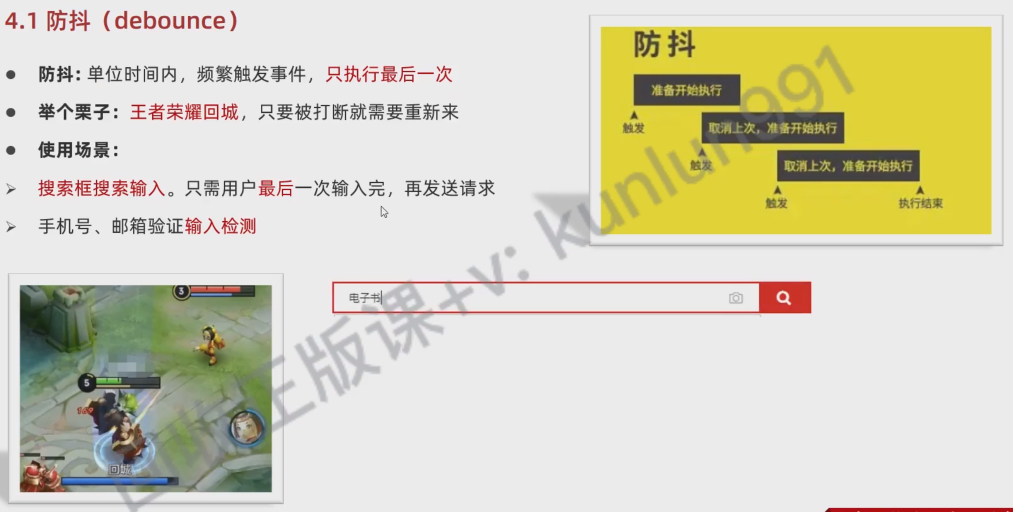 4.1 防抖（debounce）
● 防抖：单位时间内，频繁触发事件，只执行最后一次
● 举个栗子：王者荣耀回城，只要被打断就需要重新来
● 使用场景：
➢ 搜索框搜索输入。只需用户最后一次输入完，再发送请求
➢ 手机号、邮箱验证输入检测
防抖
准备开始执行
触发
取消上次，准备开始执行
触发
取消上次，准备开始执行
触发
执行结束
电子书
3
5
回城
正版课+v: kunlun991